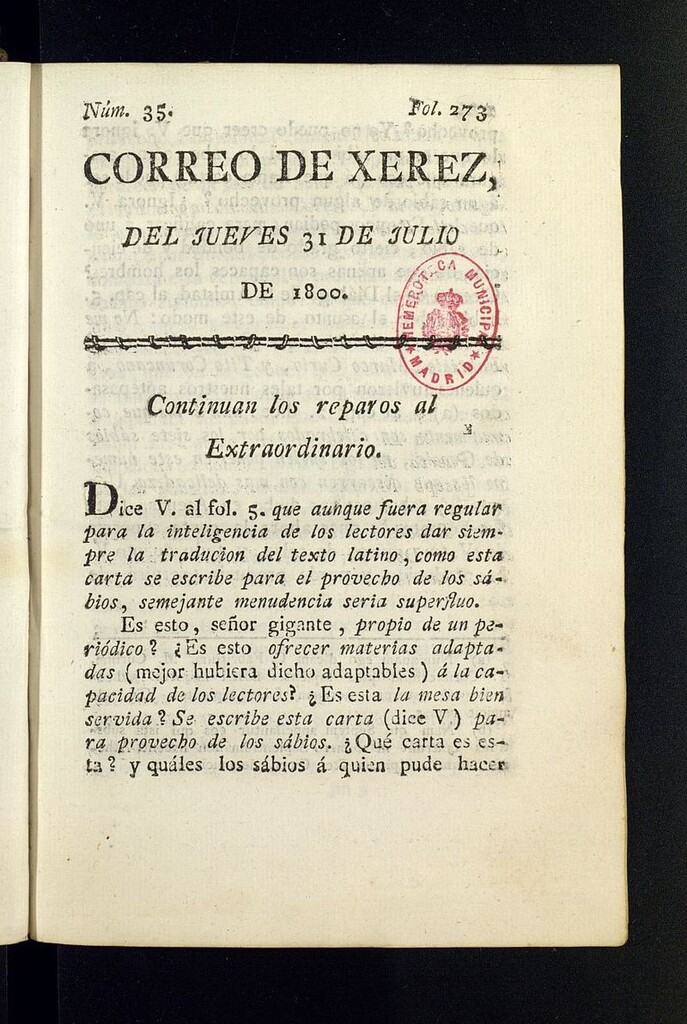 Núm. 35. Fol. 273
CORREO DE XEREZ,
DEL JUEVES 31 DE JULIO
DE 1800.
HEMEROTECA MUNICIPAL
★ MADRID ★
Continuan los reparos al
Extraordinario.
Dice V. al fol. 5. que aunque fuera regular
para la inteligencia de los lectores dar siem-
pre la traducion del texto latino, como esta
carta se escribe para el provecho de los sá-
bios, semejante menudencia seria superfluo.
Es esto, señor gigante, propio de un pe-
riódico? ¿Es esto ofrecer materias adapta-
das (mejor hubiera dicho adaptables) á la ca-
pacidad de los lectores? ¿Es esta la mesa bien
servida? Se escribe esta carta (dice V.) pa-
ra provecho de los sábios. ¿Qué carta es es-
ta? y quáles los sábios á quien pude hacer